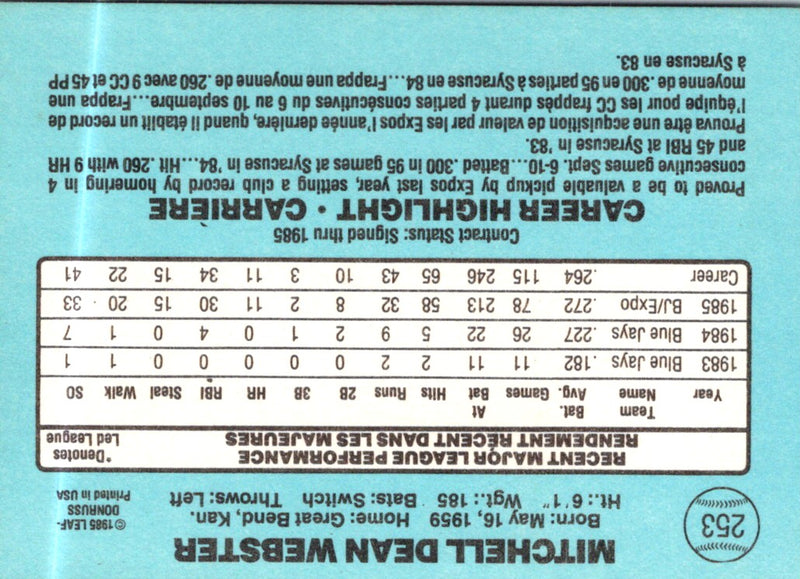 253
MITCHELL DEAN WEBSTER
Born: May 16, 1959 Home: Great Bend, Kan.
Ht.: 6'1" Wgt.: 185 Bats: Switch Throws: Left
©1985 LEAF-
DONRUSS
Printed in USA
RECENT MAJOR LEAGUE PERFORMANCE
RENDEMENT RÉCENT DANS LES MAJEURES
*Denotes
Led League
Year Team Name Bat. Avg. Games At Bat Hits Runs 2B 3B HR RBI Steal Walk SO
1983 Blue Jays .182 11 11 2 2 0 0 0 0 0 1 1
1984 Blue Jays .227 26 22 5 9 2 1 0 4 0 1 7
1985 BJ/Expo .272 78 213 58 32 8 2 11 30 15 20 33
Career .264 115 246 65 43 10 3 11 34 15 22 41
Contract Status: Signed thru 1985
CAREER HIGHLIGHT • CARRIÈRE
Proved to be a valuable pickup by Expos last year, setting a club record by homering in 4
consecutive games Sept. 6-10...Batted .300 in 95 games at Syracuse in '84...Hit .260 with 9 HR
and 45 RBI at Syracuse in '83.
Prouva être une acquisition de valeur par les Expos l'année dernière, quand il établit un record de
l'équipe pour les CC frappés durant 4 parties consécutives du 6 au 10 septembre...Frappa une
moyenne de .300 en 95 parties à Syracuse en 84...Frappa une moyenne de .260 avec 9 CC et 45 PP
à Syracuse en 83.